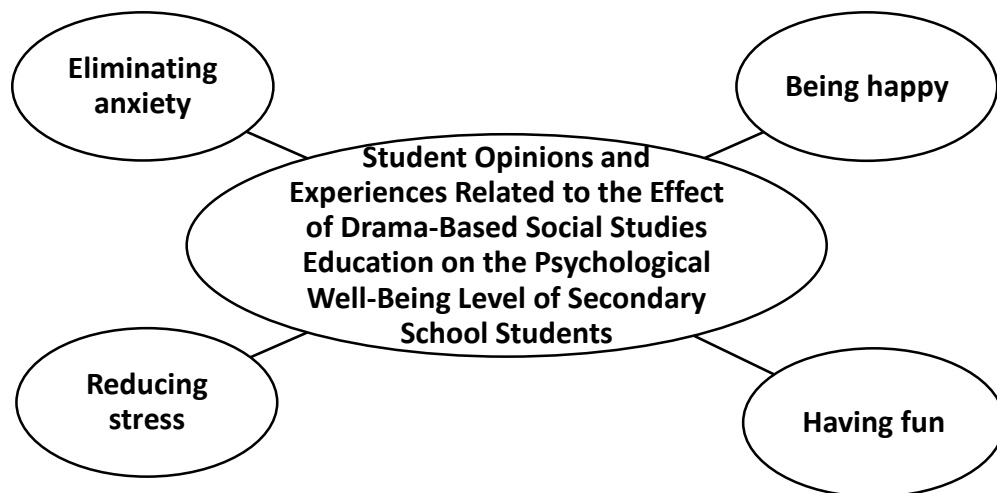 Eliminating
anxiety
Being happy
Student Opinions and
Experiences Related to the Effect
of Drama-Based Social Studies
Education on the Psychological
Well-Being Level of Secondary
School Students
Reducing
stress
Having fun